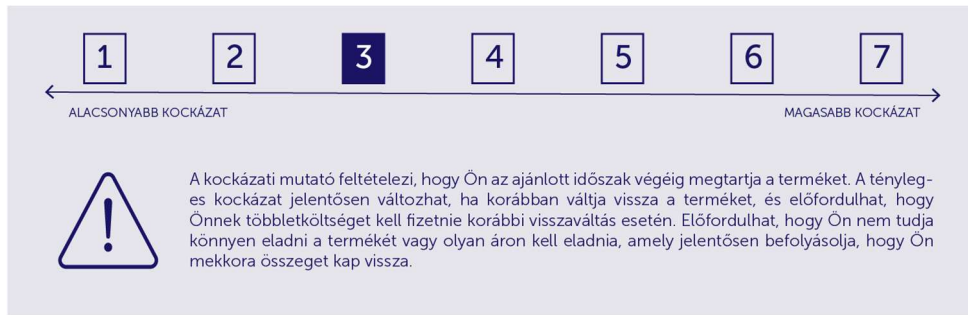 1 2 3 4 5 6 7
ALACSONYABB KOCKÁZAT MAGASABB KOCKÁZAT
A kockázati mutató feltételezi, hogy Ön az ajánlott időszak végéig megtartja a terméket. A tényleg-
es kockázat jelentősen változhat, ha korábban váltja vissza a terméket, és előfordulhat, hogy
Önnek többletköltséget kell fizetnie korábbi visszaváltás esetén. Előfordulhat, hogy Ön nem tudja
könnyen eladni a termékét vagy olyan áron kell eladnia, amely jelentősen befolyásolja, hogy Ön
mekkora összeget kap vissza.